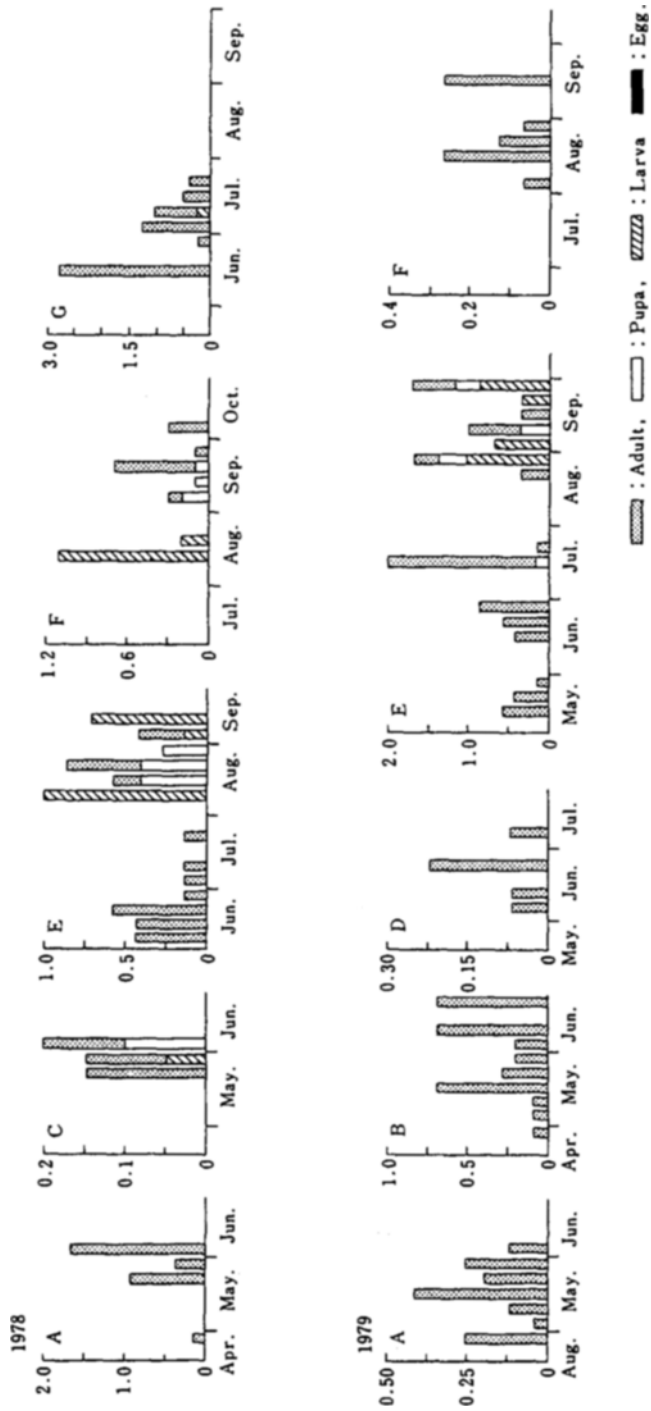 1978
A
2.0
1.0
0
Apr. May. Jun.
C
0.2
0.1
0
May. Jun.
E
1.0
0.5
0
Jun. Jul. Aug. Sep.
F
1.2
0.6
0
Jul. Aug. Sep. Oct.
G
3.0
1.5
0
Jun. Jul. Aug. Sep.
1979
A
0.50
0.25
0
Aug. May. Jun.
B
1.0
0.5
0
Apr. May. Jun.
D
0.30
0.15
0
May. Jun. Jul.
E
2.0
1.0
0
May. Jun. Jul. Aug. Sep.
F
0.4
0.2
0
Jul. Aug. Sep.
: Adult, : Pupa, : Larva : Egg.